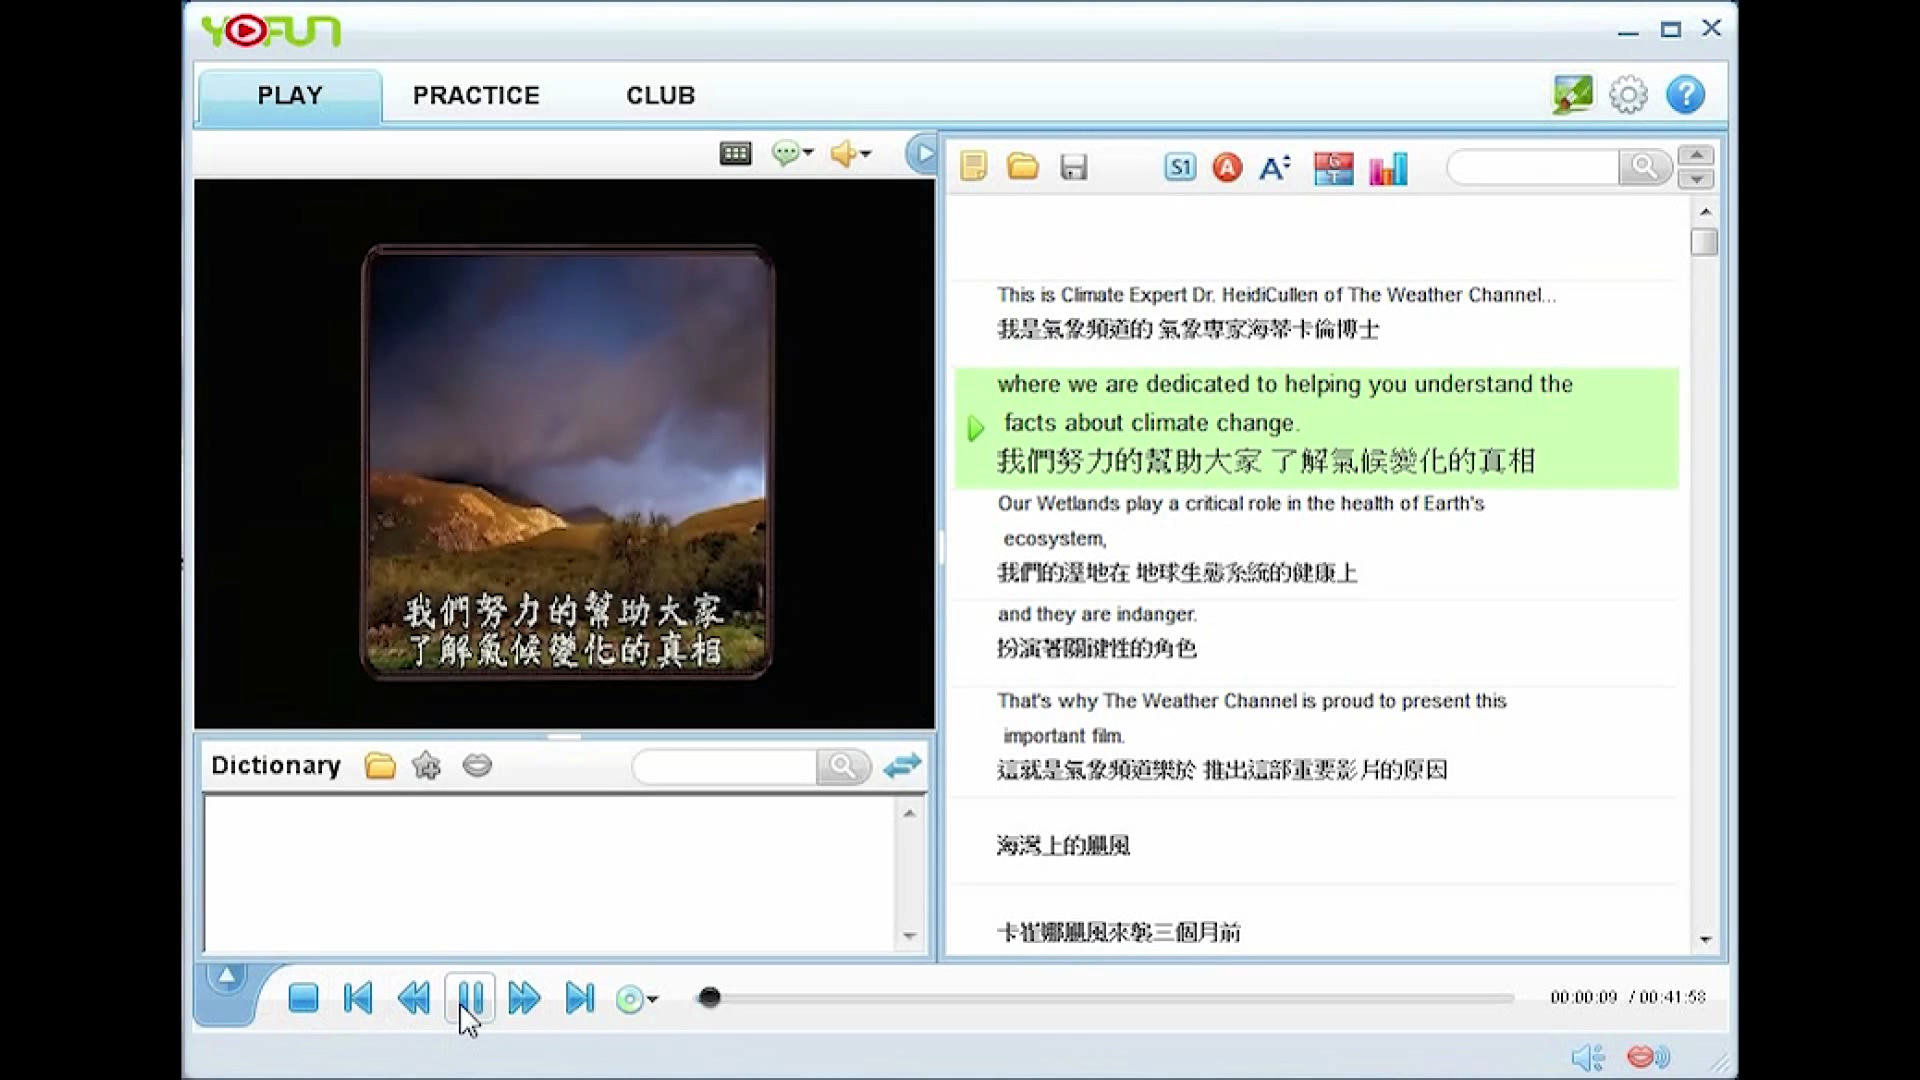 YOFUN
PLAY
PRACTICE
CLUB
S1
A
A
G
T
This is Climate Expert Dr. HeidiCullen of The Weather Channel...
我是氣象頻道的 氣象專家海蒂卡倫博士
where we are dedicated to helping you understand the
facts about climate change.
我們努力的幫助大家 了解氣候變化的真相
Our Wetlands play a critical role in the health of Earth's
ecosystem,
我們的溼地在 地球生態系統的健康上
and they are indanger.
扮演著關鍵性的角色
That's why The Weather Channel is proud to present this
important film.
這就是氣象頻道樂於 推出這部重要影片的原因
海灣上的颶風
卡崔娜颶風來襲三個月前
我們努力的幫助大家
了解氣候變化的真相
Dictionary
00:00:09 / 00:41:58